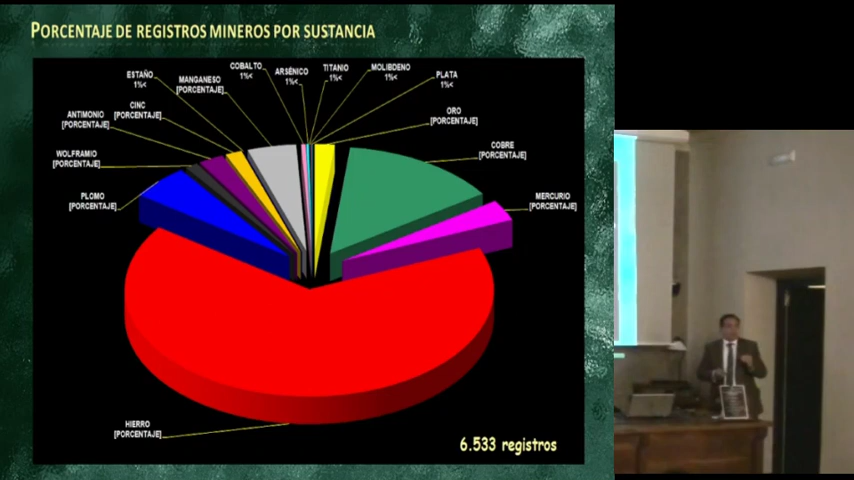 PORCENTAJE DE REGISTROS MINEROS POR SUSTANCIA
COBALTO
1%<
ARSÉNICO
1%<
TITANIO
1%<
MOLIBDENO
1%<
PLATA
1%<
ESTAÑO
1%<
MANGANESO
[PORCENTAJE]
CINC
[PORCENTAJE]
ANTIMONIO
[PORCENTAJE]
WOLFRAMIO
[PORCENTAJE]
PLOMO
[PORCENTAJE]
ORO
[PORCENTAJE]
COBRE
[PORCENTAJE]
MERCURIO
[PORCENTAJE]
HIERRO
[PORCENTAJE]
6.533 registros